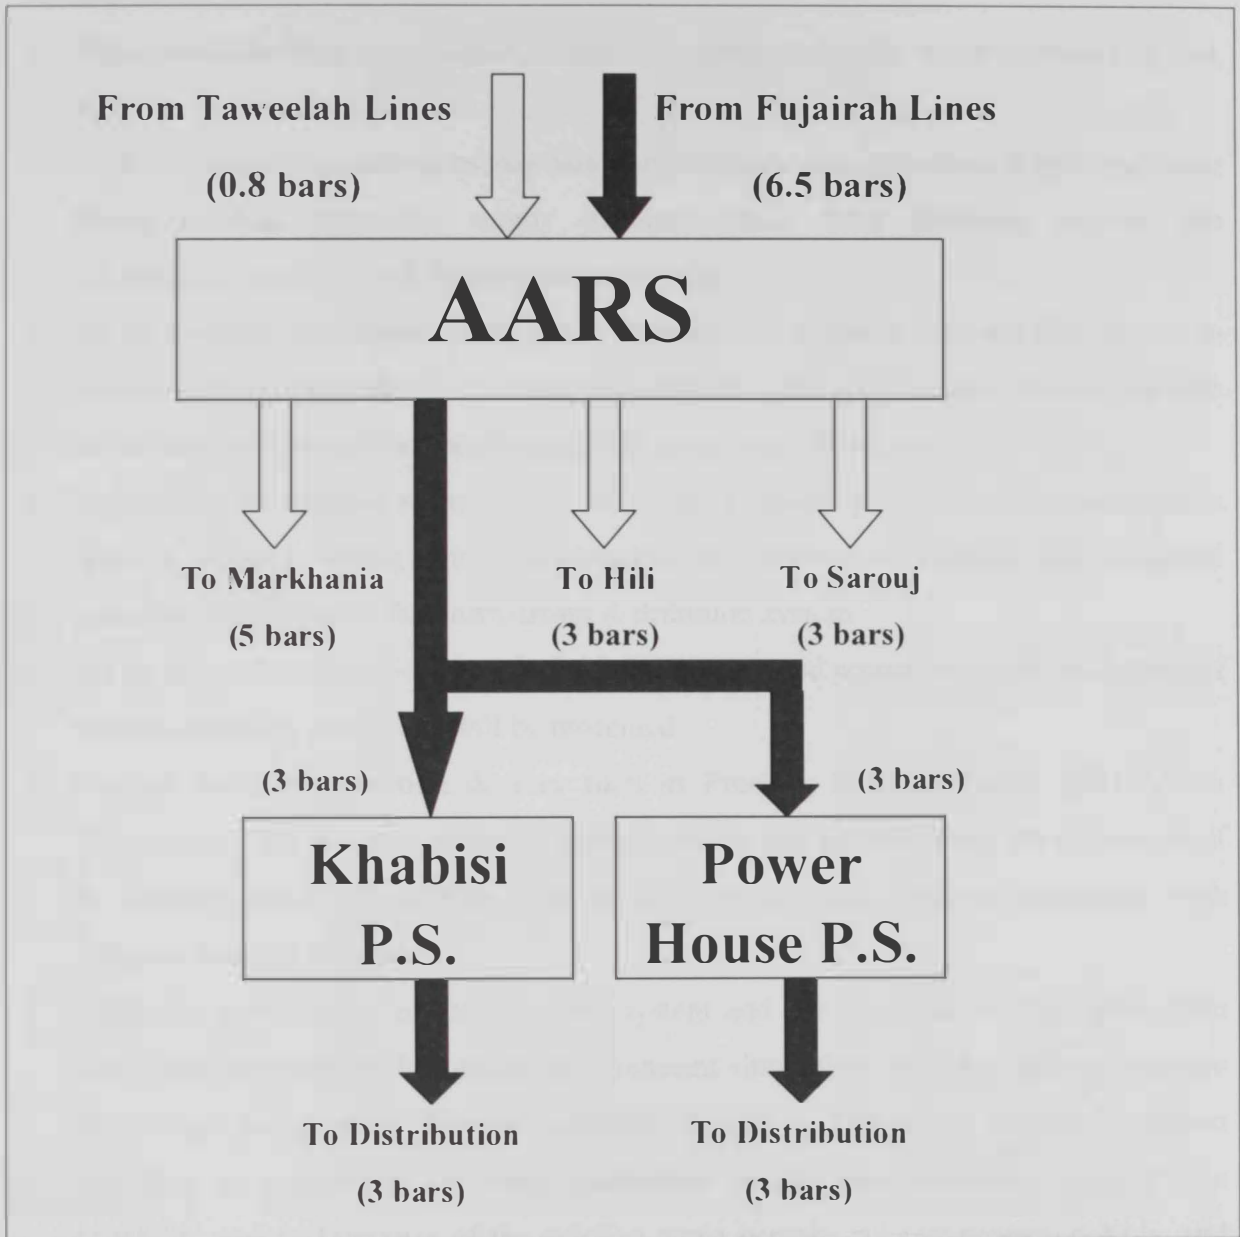 From Taweelah Lines
From Fujairah Lines
(0.8 bars)
(6.5 bars)
AARS
To Markhania
To Hili
To Sarouj
(5 bars)
(3 bars)
(3 bars)
(3 bars)
(3 bars)
Khabisi
P.S.
Power
House P.S.
To Distribution
To Distribution
(3 bars)
(3 bars)